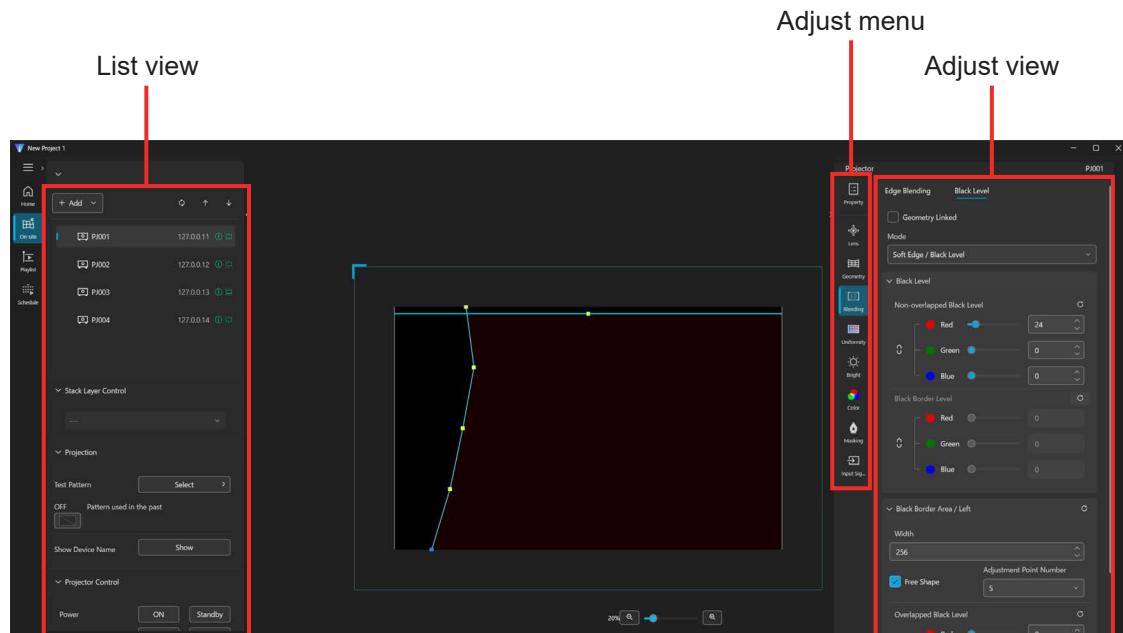 Adjust menu
List view
Adjust view
New Project 1
Projector
PJ001
Home
On-site
Playlist
Schedule
+ Add
PJ001
127.0.0.11
PJ002
127.0.0.12
PJ003
127.0.0.13
PJ004
127.0.0.14
Stack Layer Control
---
Projection
Test Pattern
Select
OFF
Pattern used in the past
Show Device Name
Show
Projector Control
Power
ON
Standby
20%
Property
Lens
Geometry
Blending
Uniformity
Bright
Color
Masking
Input Sig...
Edge Blending
Black Level
Geometry Linked
Mode
Soft Edge / Black Level
Black Level
Non-overlapped Black Level
Red
24
Green
0
Blue
0
Black Border Level
Red
0
Green
0
Blue
0
Black Border Area / Left
Width
256
Free Shape
Adjustment Point Number
5
Overlapped Black Level